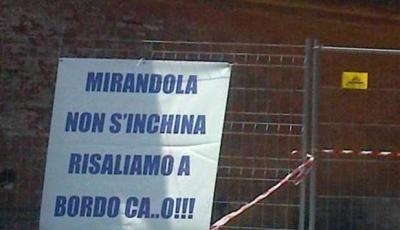 MIRANDOLA
NON S'INCHINA
RISALIAMO A
BORDO CA..O!!!